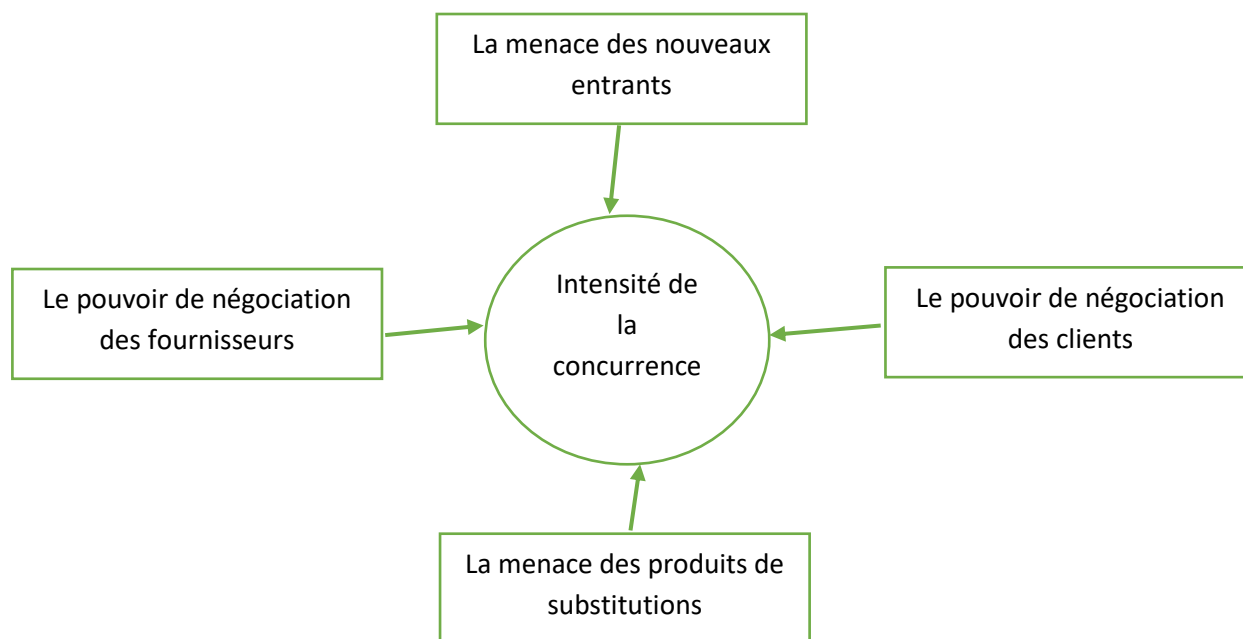 La menace des nouveaux
entrants
Le pouvoir de négociation
des fournisseurs
Intensité de
la
concurrence
Le pouvoir de négociation
des clients
La menace des produits de
substitutions